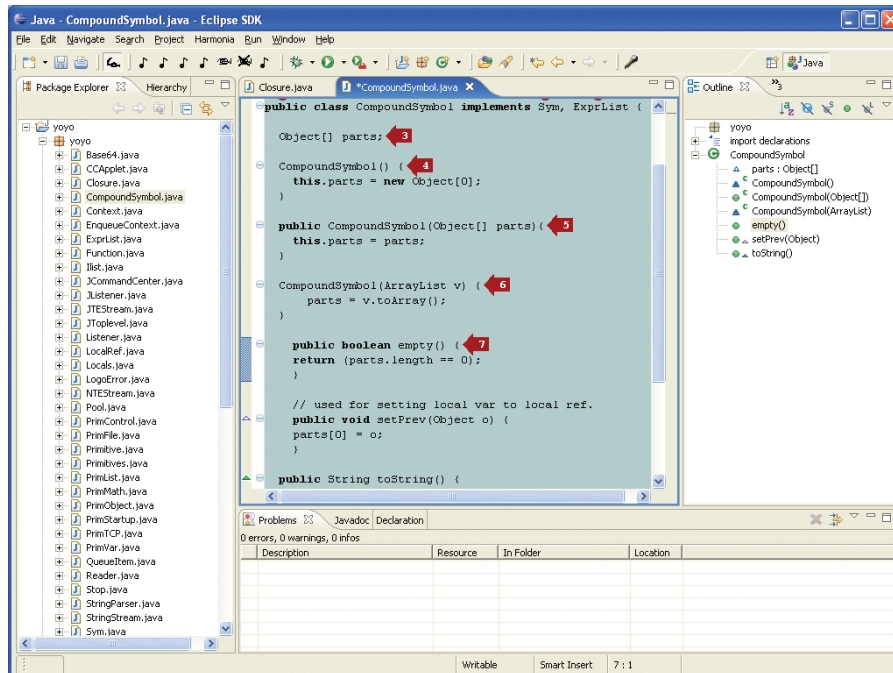 Java - CompoundSymbol.java - Eclipse SDK
File Edit Navigate Search Project Harmonia Run Window Help
Java
Package Explorer Hierarchy
yoyo
yoyo
Base64.java
CCApplet.java
Closure.java
CompoundSymbol.java
Context.java
EnqueueContext.java
ExprList.java
Function.java
Ilist.java
JCommandCenter.java
JListener.java
JTEStream.java
JToplevel.java
Listener.java
LocalRef.java
Locals.java
LogoError.java
NTEStream.java
Pool.java
PrimControl.java
PrimFile.java
Primitive.java
Primitives.java
PrimList.java
PrimMath.java
PrimObject.java
PrimStartup.java
PrimTCP.java
PrimVar.java
QueueItem.java
Reader.java
Stop.java
StringParser.java
StringStream.java
Sym.java
Closure.java *CompoundSymbol.java
public class CompoundSymbol implements Sym, ExprList {
Object[] parts; 3
CompoundSymbol() { 4
this.parts = new Object[0];
}
public CompoundSymbol(Object[] parts){ 5
this.parts = parts;
}
CompoundSymbol(ArrayList v) { 6
parts = v.toArray();
}
public boolean empty() { 7
return (parts.length == 0);
}
// used for setting local var to local ref.
public void setPrev(Object o) {
parts[0] = o;
}
public String toString() {
Outline 3
yoyo
import declarations
CompoundSymbol
parts : Object[]
CompoundSymbol()
CompoundSymbol(Object[])
CompoundSymbol(ArrayList)
empty()
setPrev(Object)
toString()
Problems Javadoc Declaration
0 errors, 0 warnings, 0 infos
Description Resource In Folder Location
Writable Smart Insert 7 : 1